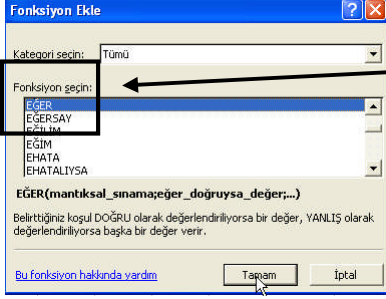 Fonksiyon Ekle
Kategori seçin: Tümü
Fonksiyon seçin:
EĞER
EĞERSAY
EĞİLİM
EĞİM
EHATA
EHATALIYSA
EĞER(mantıksal_sınama;eğer_doğruysa_değer;...)
Belirttiğiniz koşul DOĞRU olarak değerlendiriliyorsa bir değer, YANLIŞ olarak
değerlendiriliyorsa başka bir değer verir.
Bu fonksiyon hakkında yardım Tamam İptal